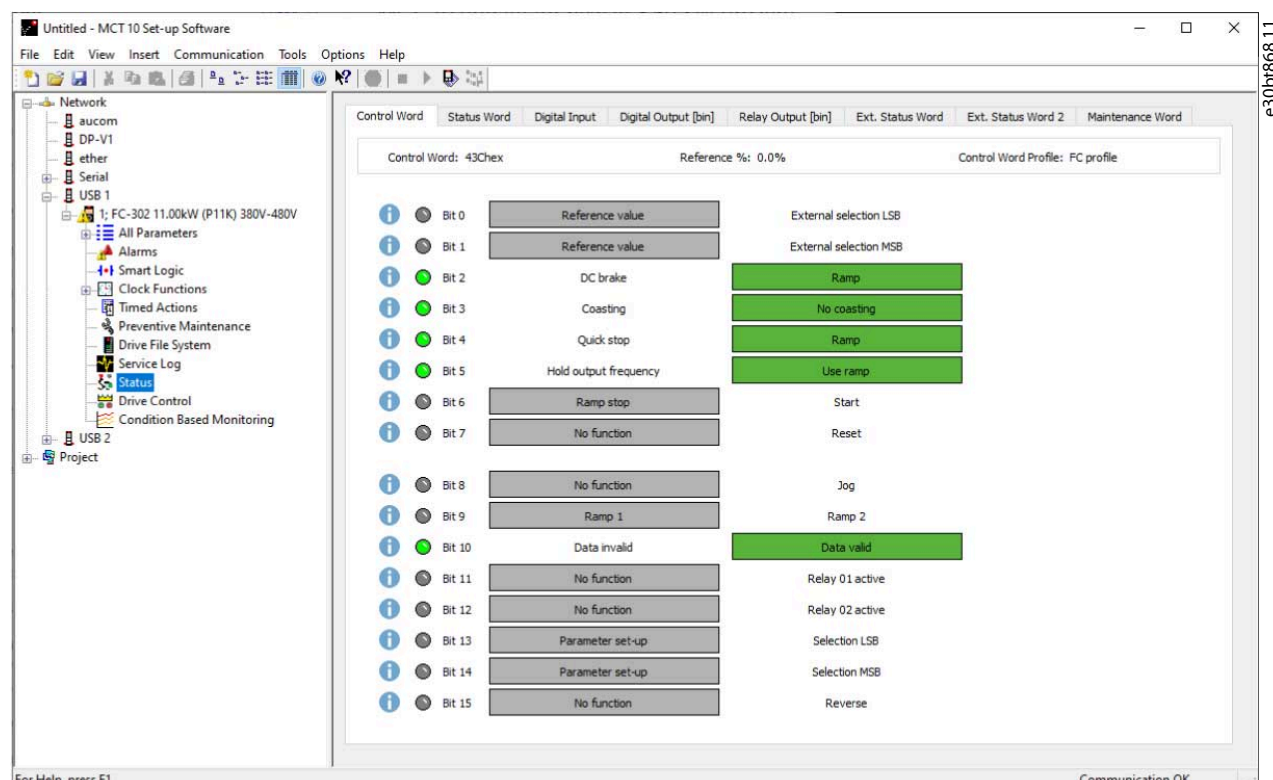 Untitled - MCT 10 Set-up Software
File Edit View Insert Communication Tools Options Help
Network
aucom
DP-V1
ether
Serial
USB 1
1; FC-302 11.00kW (P11K) 380V-480V
All Parameters
Alarms
Smart Logic
Clock Functions
Timed Actions
Preventive Maintenance
Drive File System
Service Log
Status
Drive Control
Condition Based Monitoring
USB 2
Project
Control Word Status Word Digital Input Digital Output [bin] Relay Output [bin] Ext. Status Word Ext. Status Word 2 Maintenance Word
Control Word: 43Chex Reference %: 0.0% Control Word Profile: FC profile
Bit 0 Reference value External selection LSB
Bit 1 Reference value External selection MSB
Bit 2 DC brake Ramp
Bit 3 Coasting No coasting
Bit 4 Quick stop Ramp
Bit 5 Hold output frequency Use ramp
Bit 6 Ramp stop Start
Bit 7 No function Reset
Bit 8 No function Jog
Bit 9 Ramp 1 Ramp 2
Bit 10 Data invalid Data valid
Bit 11 No function Relay 01 active
Bit 12 No function Relay 02 active
Bit 13 Parameter set-up Selection LSB
Bit 14 Parameter set-up Selection MSB
Bit 15 No function Reverse
For Help, press F1 Communication OK
e30bt868.11